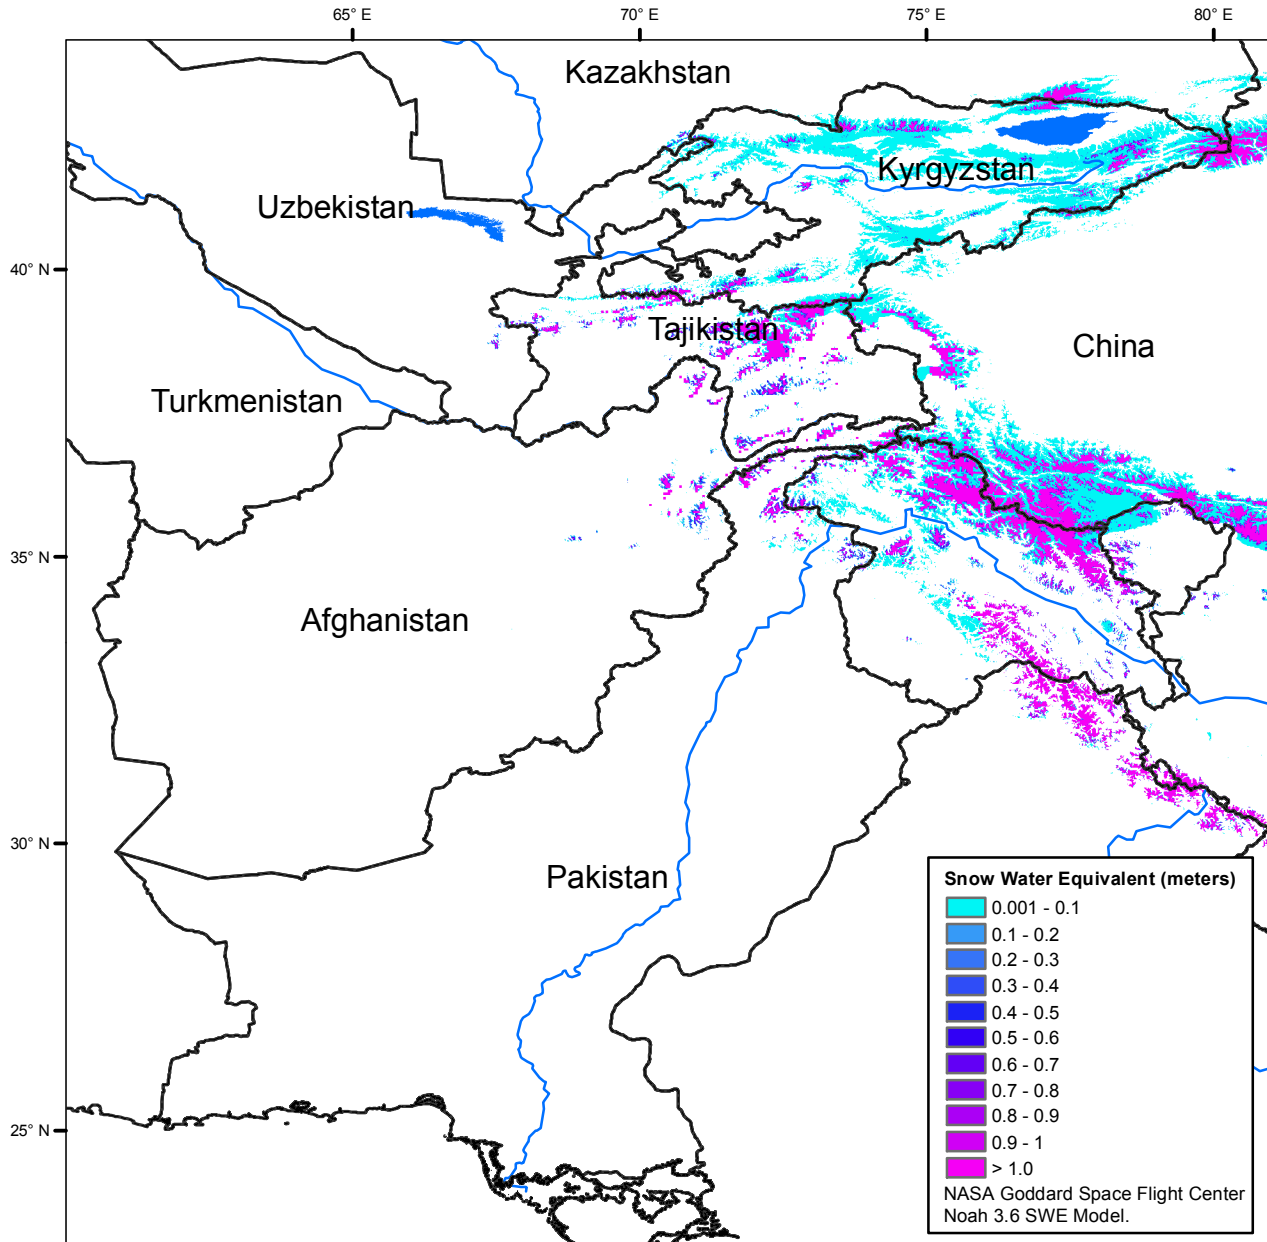 65° E
70° E
75° E
80° E
Kazakhstan
Kyrgyzstan
Uzbekistan
40° N
Tajikistan
China
Turkmenistan
35° N
Afghanistan
30° N
Pakistan
Snow Water Equivalent (meters)
0.001 - 0.1
0.1 - 0.2
0.2 - 0.3
0.3 - 0.4
0.4 - 0.5
0.5 - 0.6
0.6 - 0.7
0.7 - 0.8
0.8 - 0.9
0.9 - 1
> 1.0
25° N
NASA Goddard Space Flight Center
Noah 3.6 SWE Model.